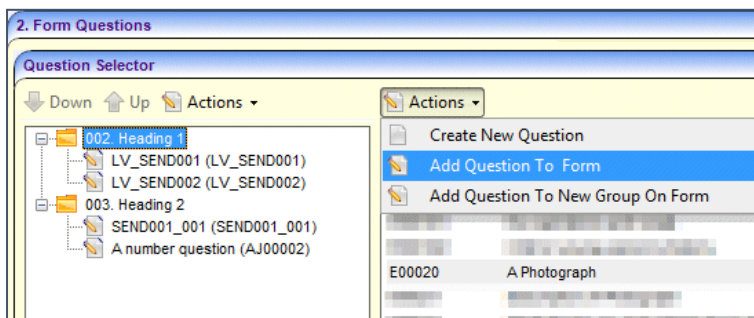 2. Form Questions
Question Selector
Down Up Actions
002. Heading 1
LV_SEND001 (LV_SEND001)
LV_SEND002 (LV_SEND002)
003. Heading 2
SEND001_001 (SEND001_001)
A number question (AJ00002)
Actions
Create New Question
Add Question To Form
Add Question To New Group On Form
E00020 A Photograph